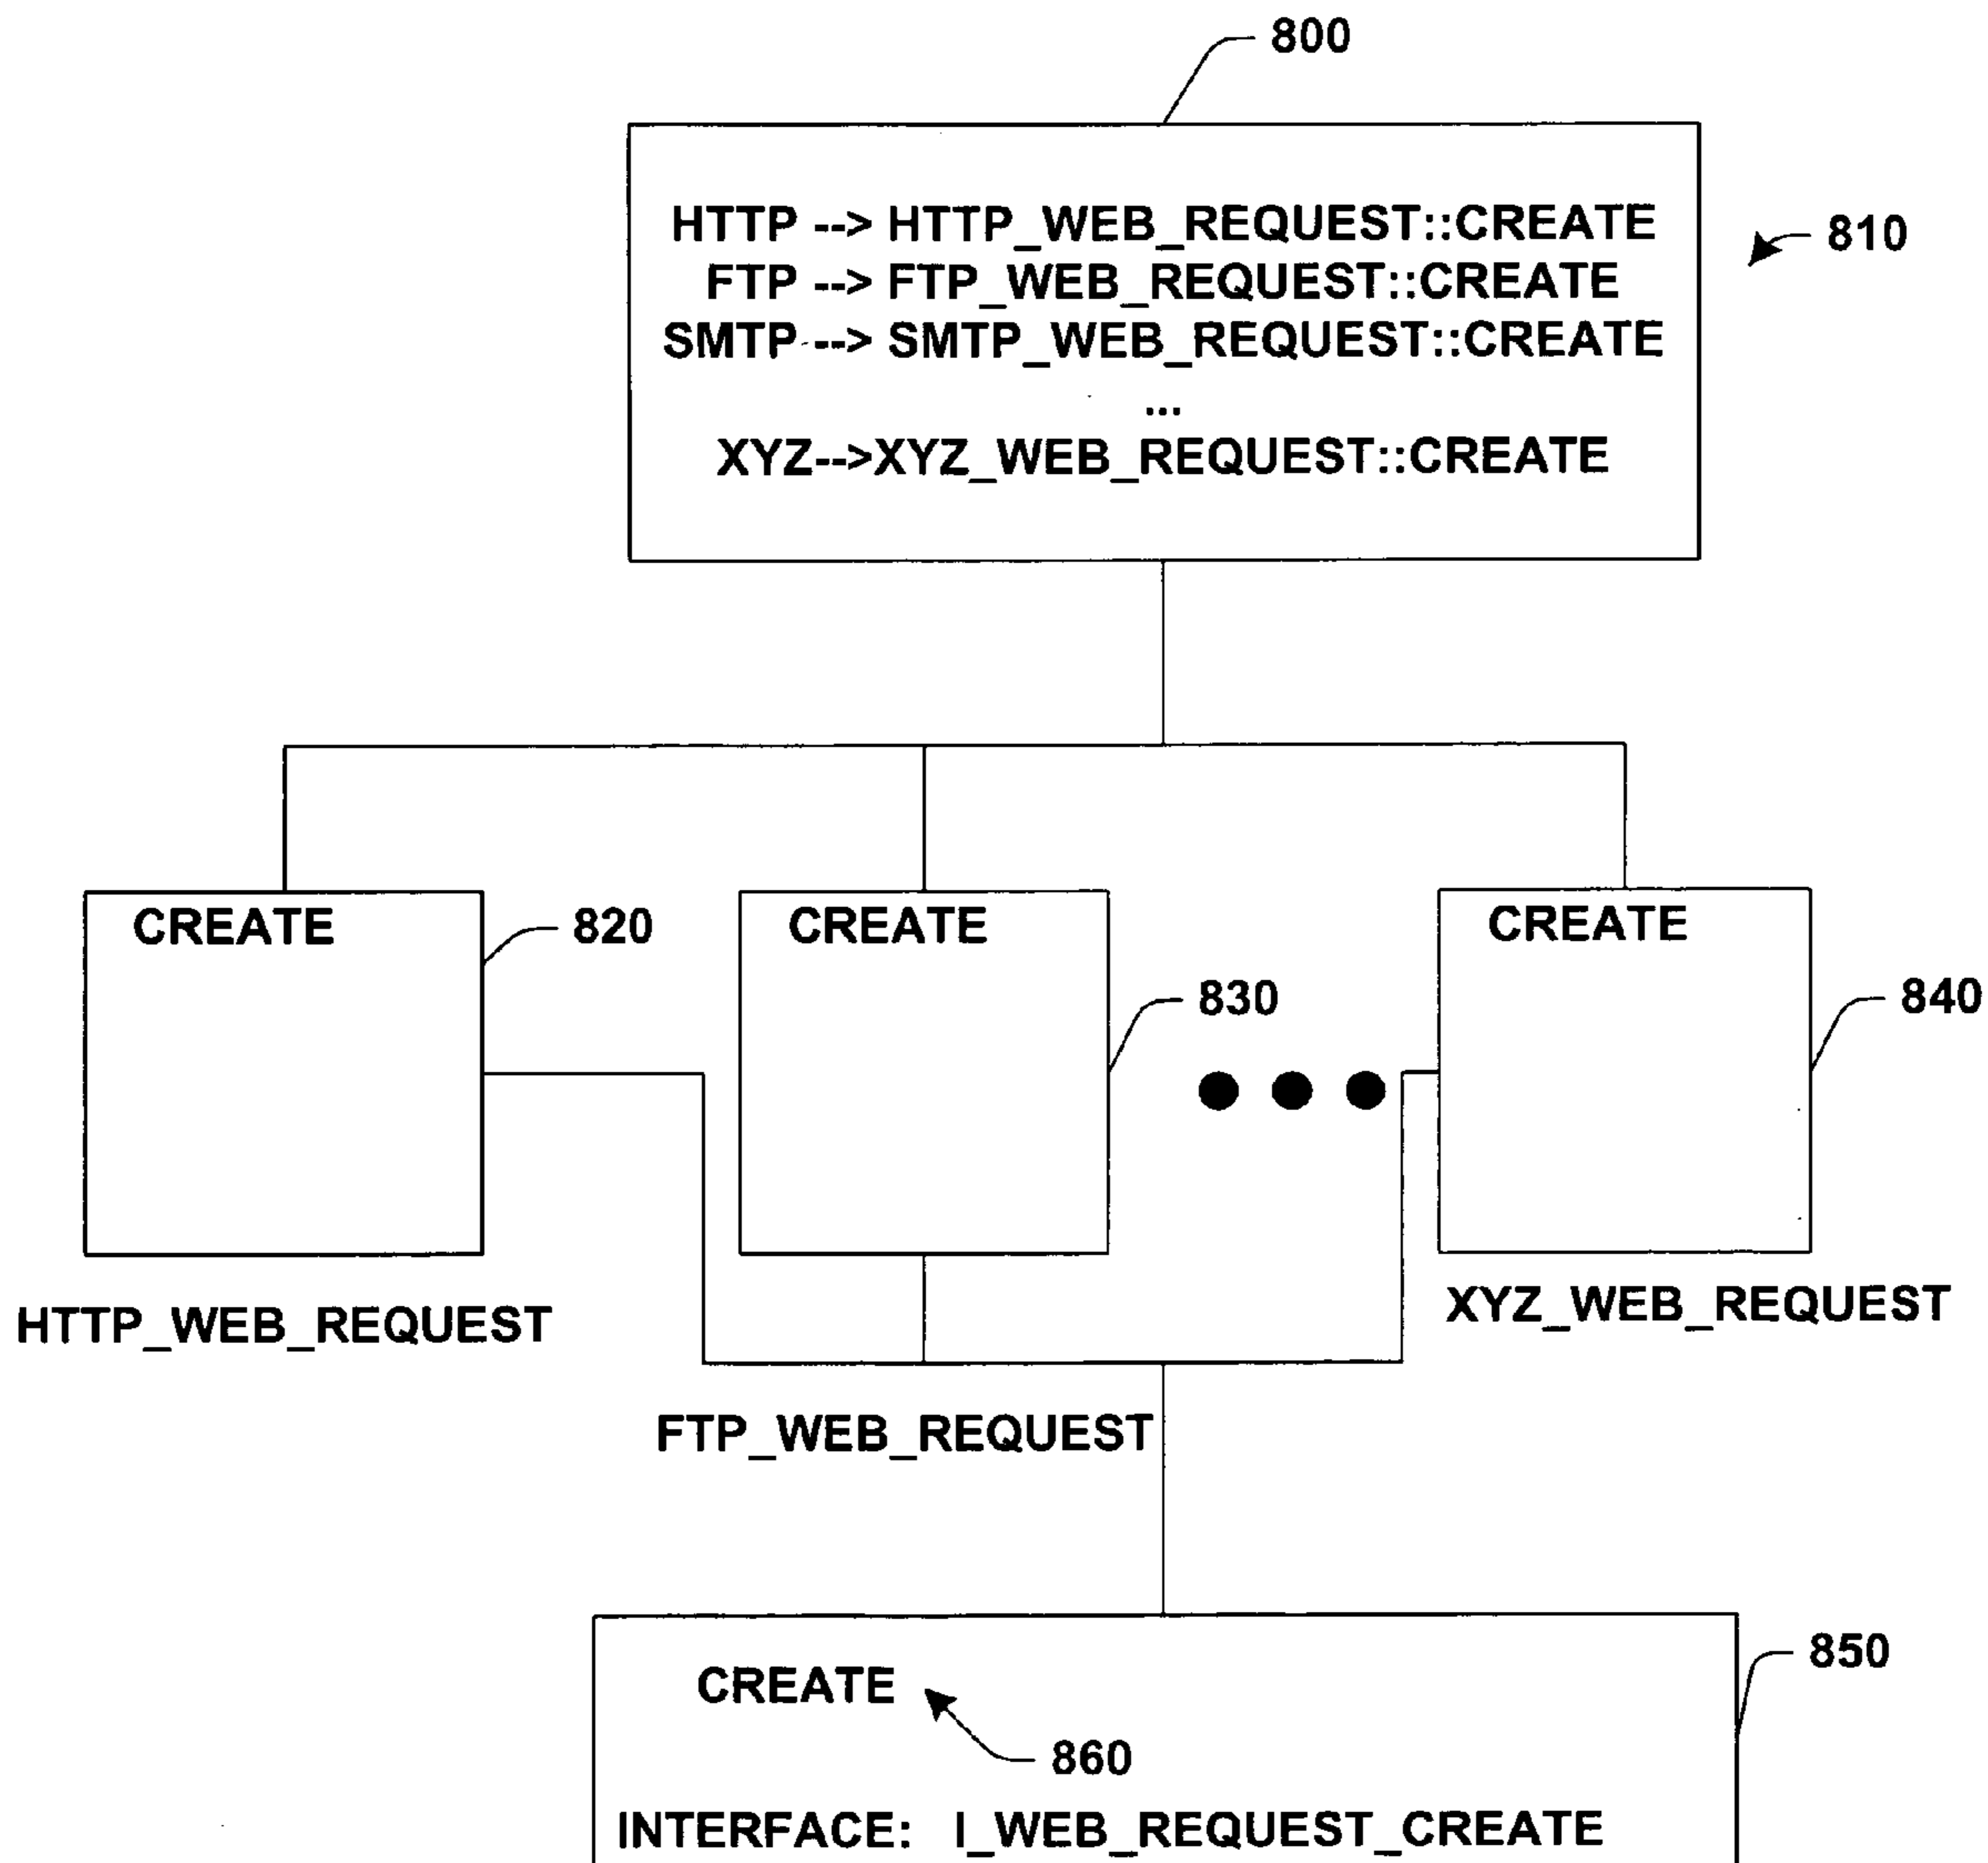 800
HTTP --> HTTP_WEB_REQUEST::CREATE
810
FTP --> FTP_WEB_REQUEST::CREATE
SMTP --> SMTP_WEB_REQUEST::CREATE
...
XYZ-->XYZ_WEB_REQUEST::CREATE
CREATE
820
CREATE
830
CREATE
840
HTTP_WEB_REQUEST
XYZ_WEB_REQUEST
FTP_WEB_REQUEST
850
CREATE
860
INTERFACE: I_WEB_REQUEST_CREATE